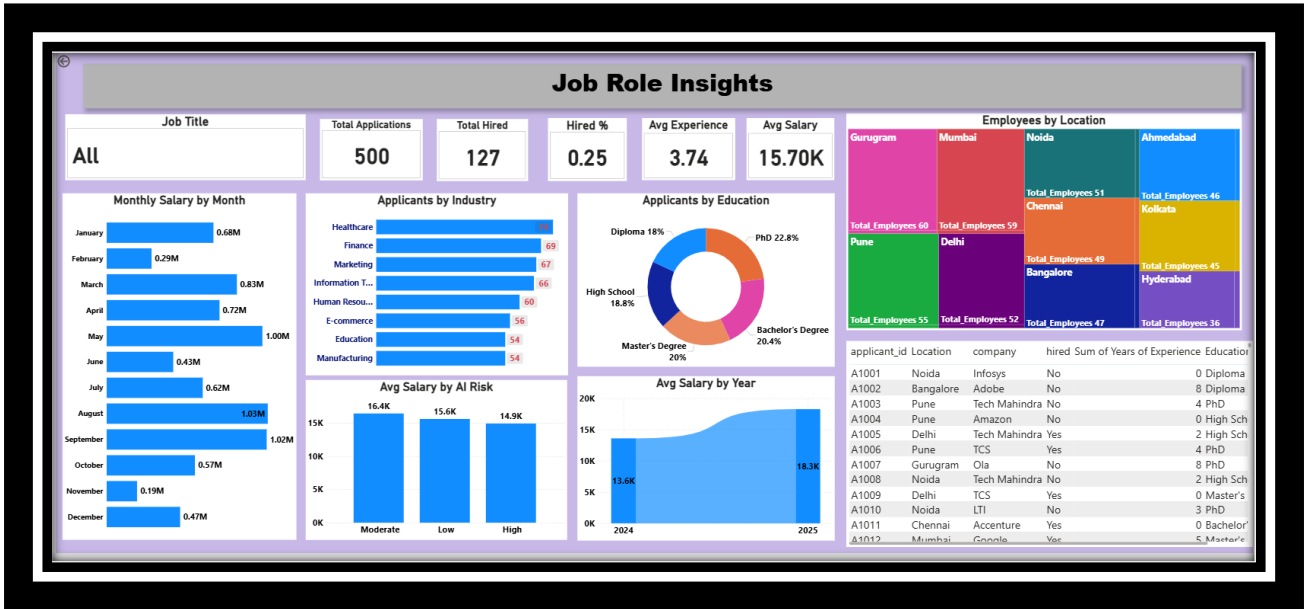 Job Role Insights
Job Title
All
Total Applications
500
Total Hired
127
Hired %
0.25
Avg Experience
3.74
Avg Salary
15.70K
Employees by Location
Gurugram
Total_Employees 60
Mumbai
Total_Employees 59
Noida
Total_Employees 51
Ahmedabad
Total_Employees 46
Pune
Total_Employees 55
Delhi
Total_Employees 52
Chennai
Total_Employees 49
Kolkata
Total_Employees 45
Bangalore
Total_Employees 47
Hyderabad
Total_Employees 36
Monthly Salary by Month
January 0.68M
February 0.29M
March 0.83M
April 0.72M
May 1.00M
June 0.43M
July 0.62M
August 1.03M
September 1.02M
October 0.57M
November 0.19M
December 0.47M
Applicants by Industry
Healthcare
Finance 69
Marketing 67
Information T... 66
Human Resou... 60
E-commerce 56
Education 54
Manufacturing 54
Applicants by Education
Diploma 18%
PhD 22.8%
High School
18.8%
Bachelor's Degree
20.4%
Master's Degree
20%
Avg Salary by AI Risk
15K
10K
5K
0K
16.4K
15.6K
14.9K
Moderate Low High
Avg Salary by Year
20K
15K
10K
5K
0K
13.6K
18.3K
2024 2025
applicant_id Location company hired Sum of Years of Experience Education
A1001 Noida Infosys No 0 Diploma
A1002 Bangalore Adobe No 8 Diploma
A1003 Pune Tech Mahindra No 4 PhD
A1004 Pune Amazon No 0 High Sch
A1005 Delhi Tech Mahindra Yes 2 High Sch
A1006 Pune TCS Yes 4 PhD
A1007 Gurugram Ola No 8 PhD
A1008 Noida Tech Mahindra No 2 High Sch
A1009 Delhi TCS Yes 0 Master's
A1010 Noida LTI No 3 PhD
A1011 Chennai Accenture Yes 0 Bachelor'
A1012 Mumbai Google Yes 5 Master's